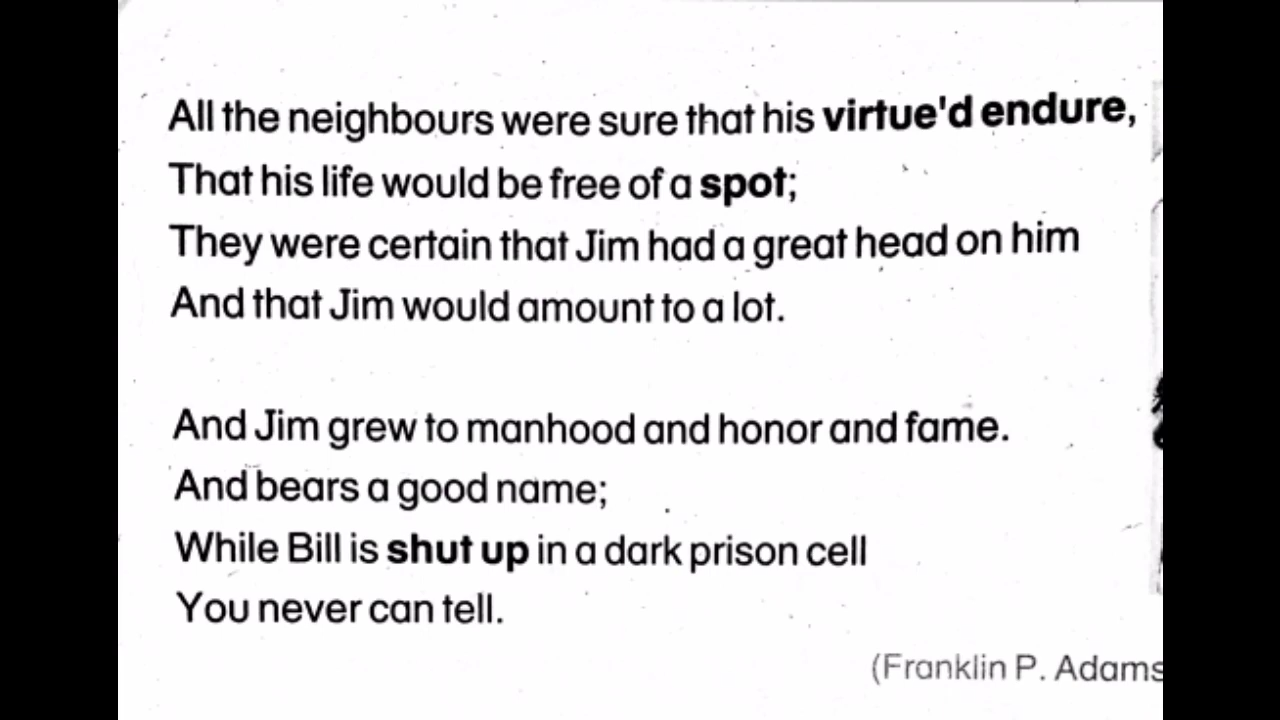 All the neighbours were sure that his virtue'd endure,
That his life would be free of a spot;
They were certain that Jim had a great head on him
And that Jim would amount to a lot.
And Jim grew to manhood and honor and fame.
And bears a good name;
While Bill is shut up in a dark prison cell
You never can tell.
(Franklin P. Adams